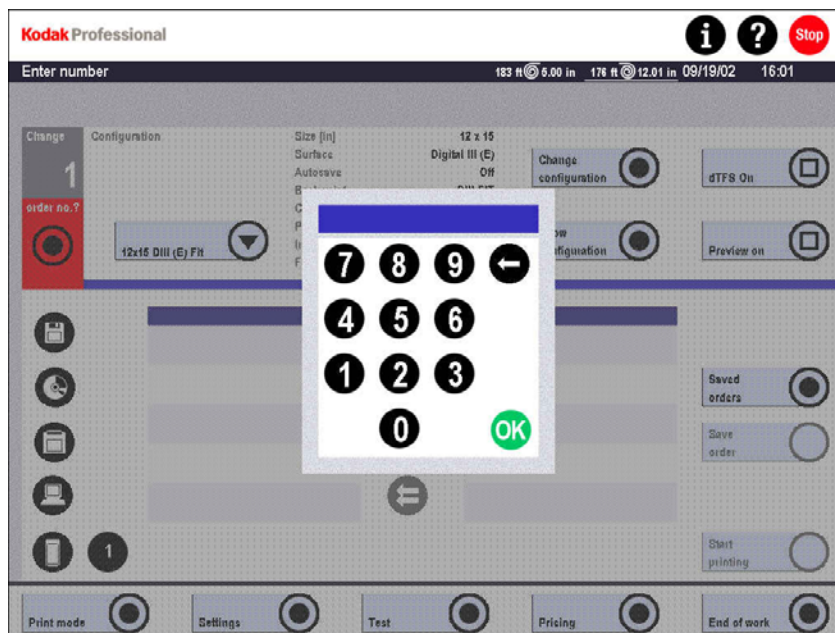 Kodak Professional
i ? Stop
Enter number
183 ft 5.00 in 176 ft 12.01 in 09/19/02 16:01
Change
1
order no.?
Configuration
12x15 DIII (E) Fit
Size [in] 12 x 15
Surface Digital III (E)
Autosave Off
Change
configuration
configuration
dTFS On
Preview on
7 8 9
4 5 6
1 2 3
0 OK
Saved
orders
Save
order
1
Start
printing
Print mode
Settings
Test
Pricing
End of work